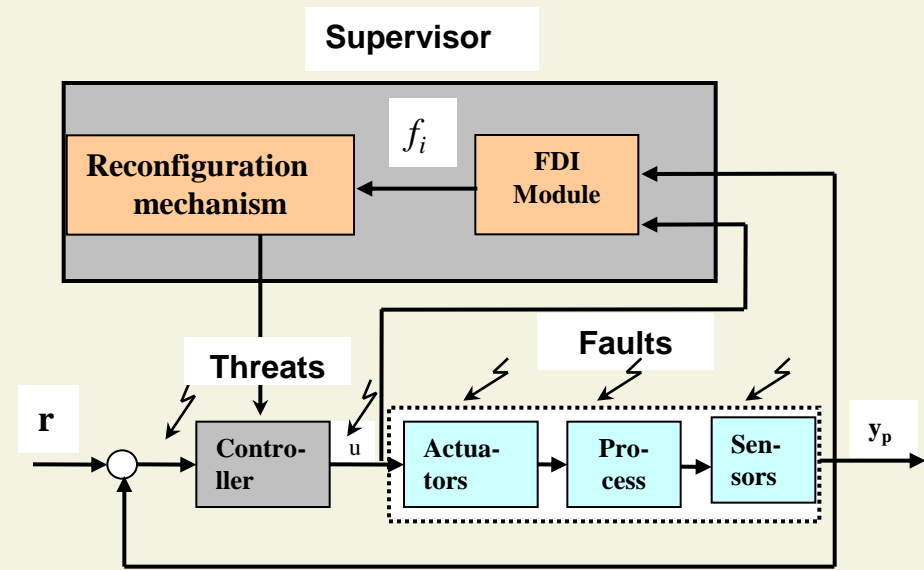 Supervisor
f_i
Reconfiguration
mechanism
FDI
Module
Threats
Faults
r
Contro-
ller
u
Actua-
tors
Pro-
cess
Sen-
sors
y_p